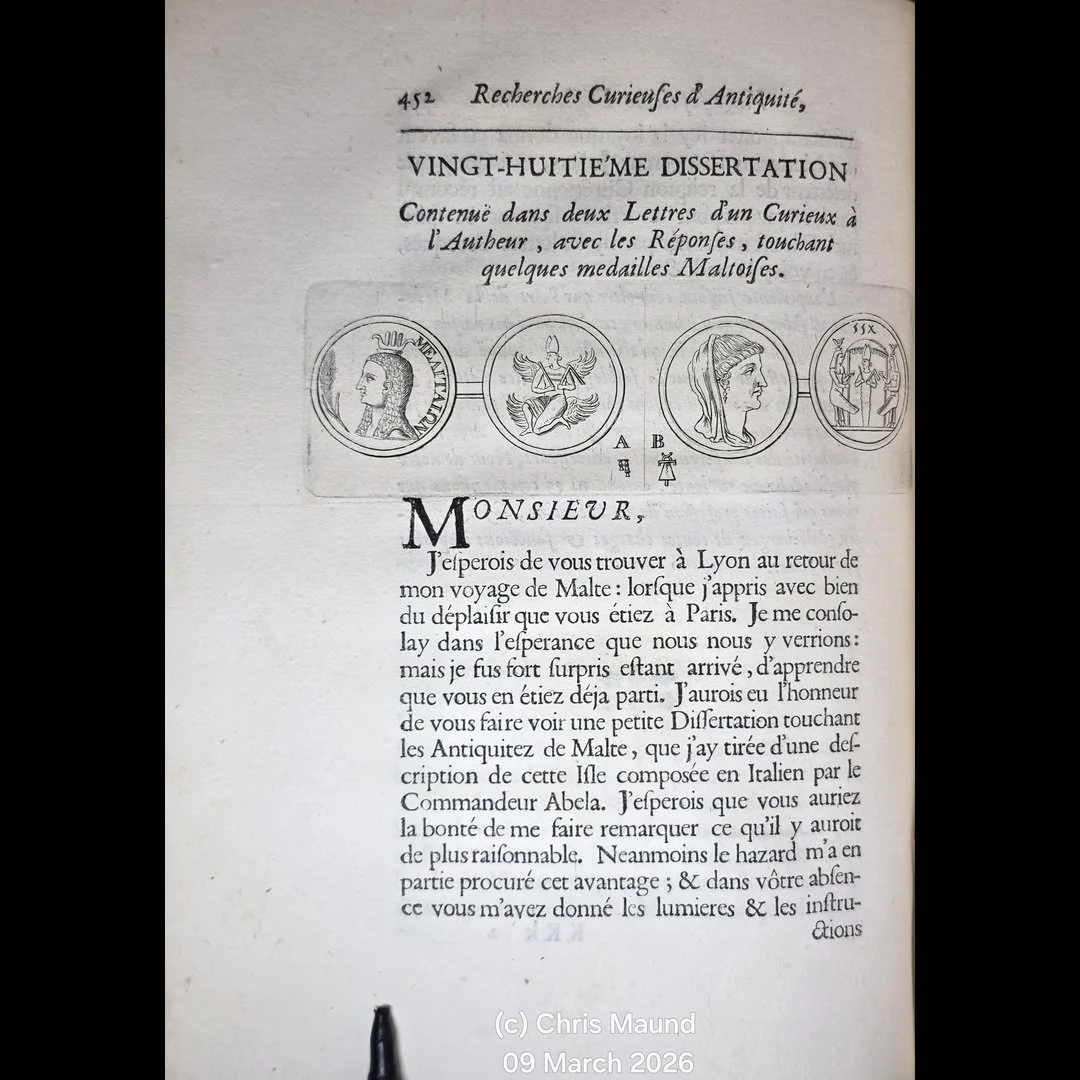 452 Recherches Curieuſes d'Antiquité,
VINGT-HUITIE'ME DISSERTATION
Contenuë dans deux Lettres d'un Curieux à
l'Autheur, avec les Réponſes, touchant
quelques medailles Maltoiſes.
ΜΕΛΙΤΑΙΩΝ
A B
MONSIEUR,
J'eſperois de vous trouver à Lyon au retour de
mon voyage de Malte: lorſque j'appris avec bien
du déplaiſir que vous étiez à Paris. Je me conſo-
lay dans l'eſperance que nous nous y verrions:
mais je fus fort ſurpris eſtant arrivé, d'apprendre
que vous en étiez déja parti. J'aurois eu l'honneur
de vous faire voir une petite Diſſertation touchant
les Antiquitez de Malte, que j'ay tirée d'une deſ-
cription de cette Iſle compoſée en Italien par le
Commandeur Abela. J'eſperois que vous auriez
la bonté de me faire remarquer ce qu'il y auroit
de plus raiſonnable. Neanmoins le hazard m'a en
partie procuré cet avantage; & dans vôtre abſen-
ce vous m'avez donné les lumieres & les inſtru-
ctions
(c) Chris Maund
09 March 2026